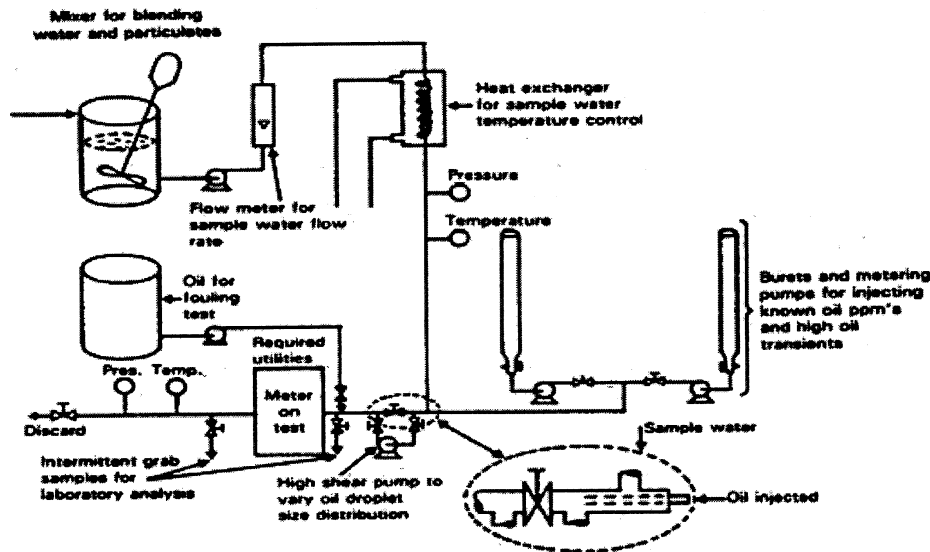 Mixer for blending
water and particulates
Heat exchanger
for sample water
temperature control
Pressure
Flow meter for
sample water flow
rate
Temperature
Oil for
fouling
test
Burets and metering
pumps for injecting
known oil ppm's
and high oil
transients
Required
utilities
Pres. Temp.
Meter
on
test
Discard
Sample water
Intermittent grab
samples for
laboratory analysis
High shear pump to
vary oil droplet
size distribution
Oil injected